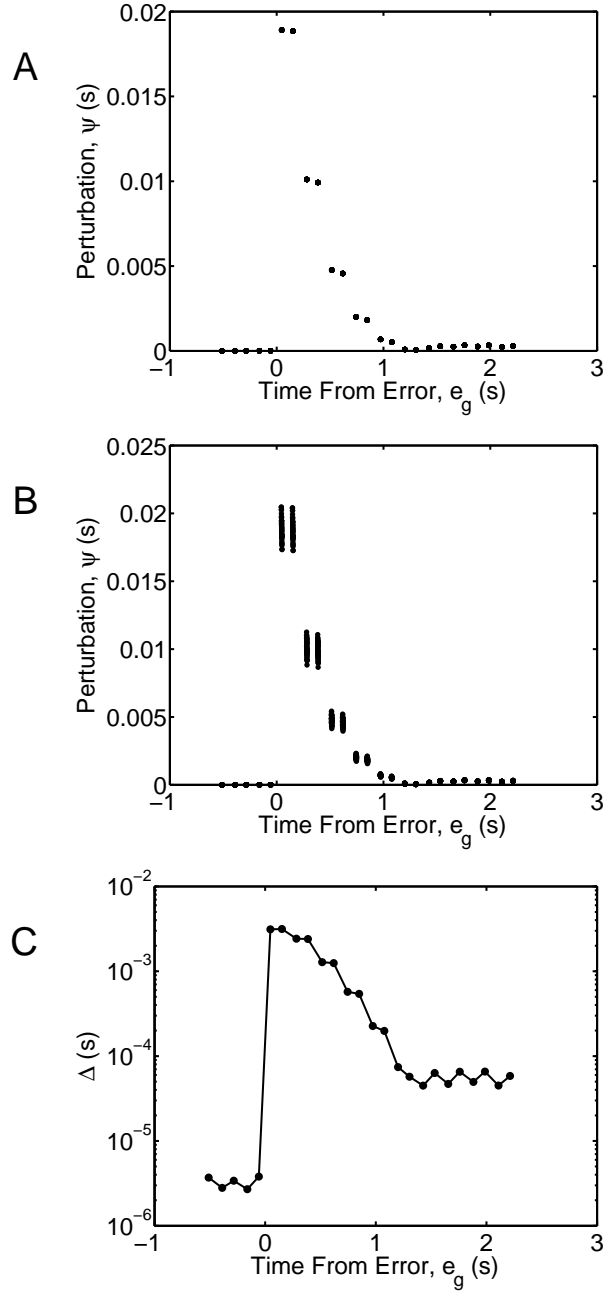 A
0.02
0.015
0.01
0.005
0
Perturbation, ψ (s)
−1 0 1 2 3
Time From Error, e_g (s)
B
0.025
0.02
0.015
0.01
0.005
0
Perturbation, ψ (s)
−1 0 1 2 3
Time From Error, e_g (s)
C
10^−2
10^−3
10^−4
10^−5
10^−6
Δ (s)
−1 0 1 2 3
Time From Error, e_g (s)